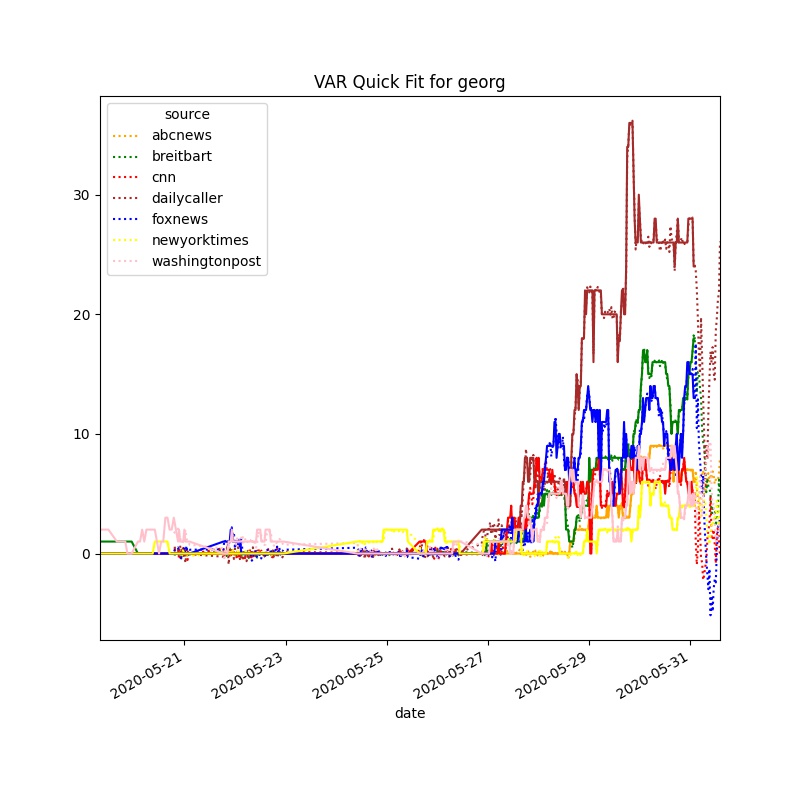 VAR Quick Fit for georg
source
abcnews
breitbart
cnn
dailycaller
foxnews
newyorktimes
washingtonpost
30
20
10
0
2020-05-21
2020-05-23
2020-05-25
2020-05-27
2020-05-29
2020-05-31
date